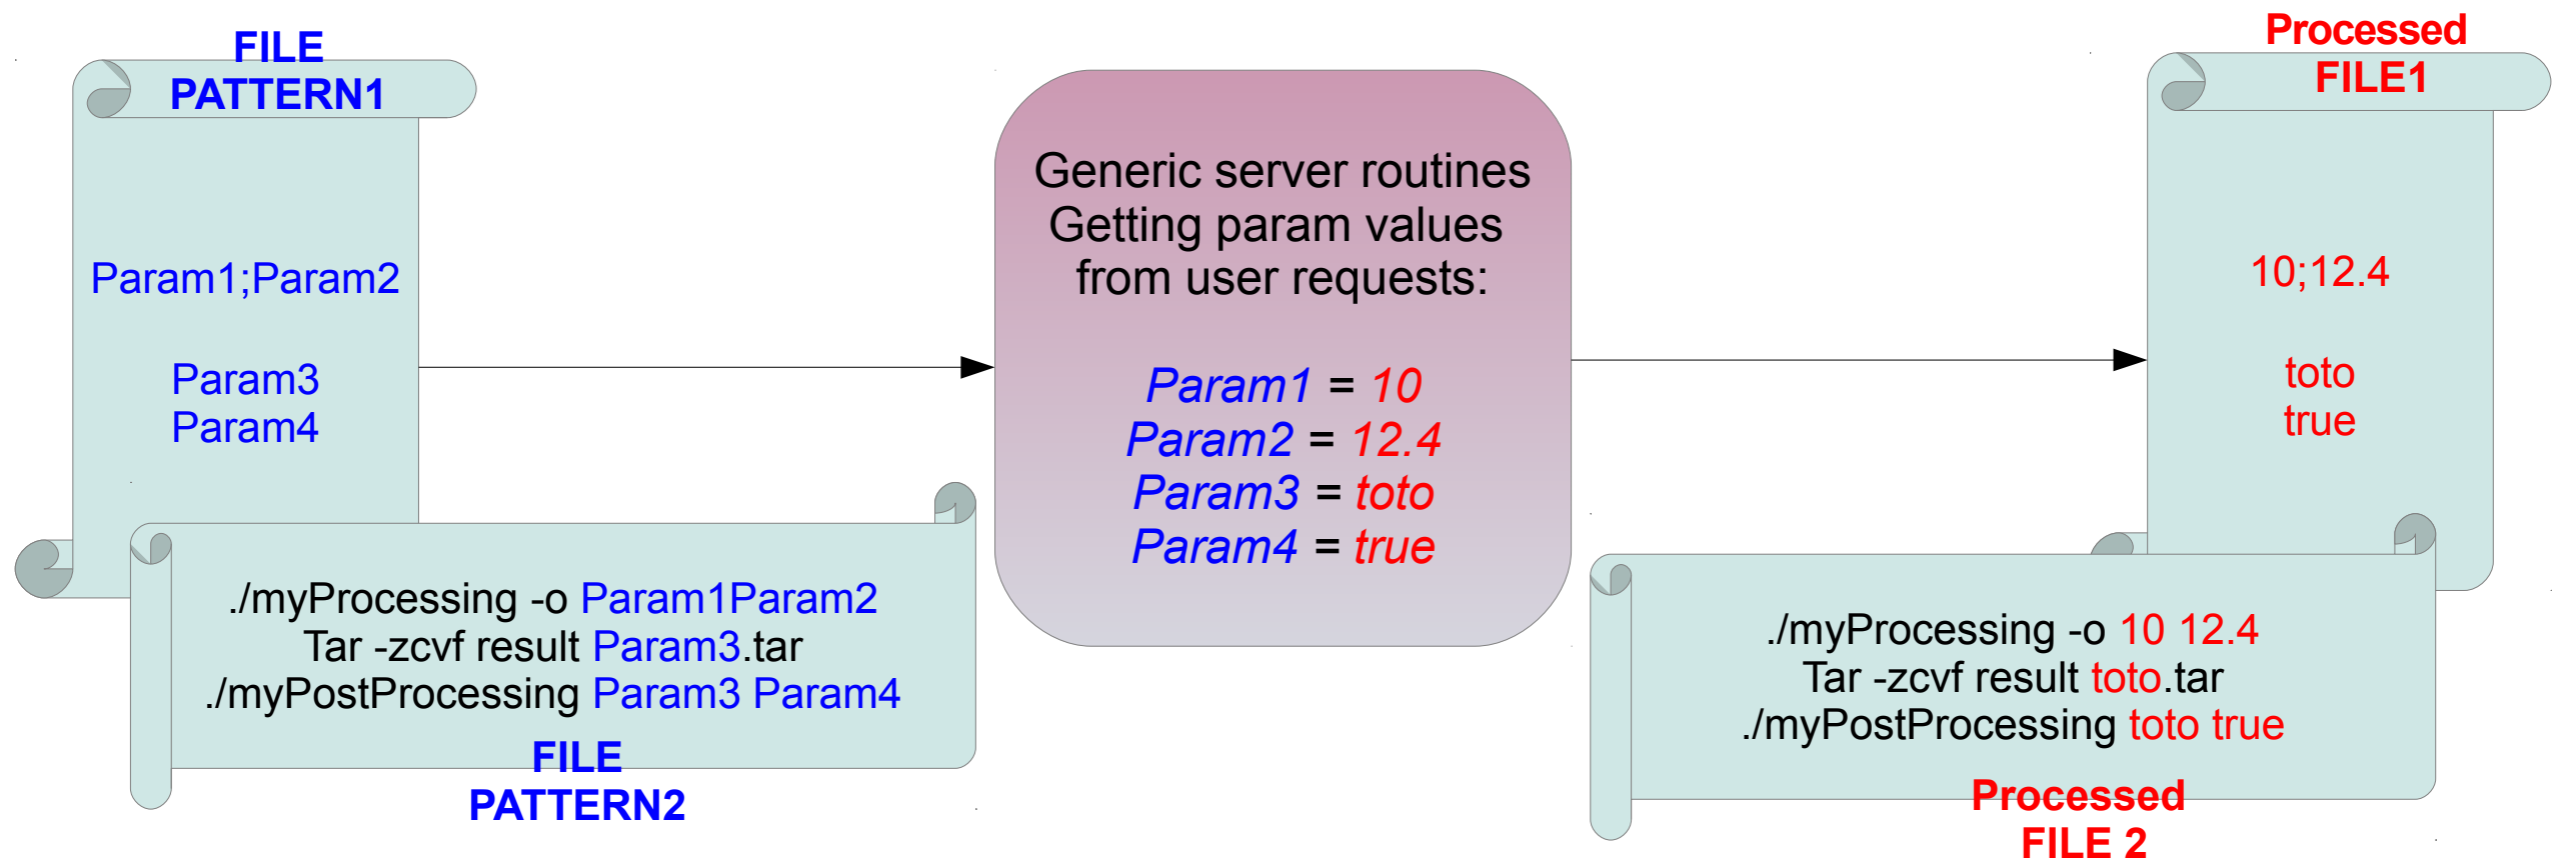 FILE
PATTERN1
Param1;Param2
Param3
Param4
./myProcessing -o Param1Param2
Tar -zcvf result Param3.tar
./myPostProcessing Param3 Param4
FILE
PATTERN2
Generic server routines
Getting param values
from user requests:
Param1 = 10
Param2 = 12.4
Param3 = toto
Param4 = true
Processed
FILE1
10;12.4
toto
true
./myProcessing -o 10 12.4
Tar -zcvf result toto.tar
./myPostProcessing toto true
Processed
FILE 2